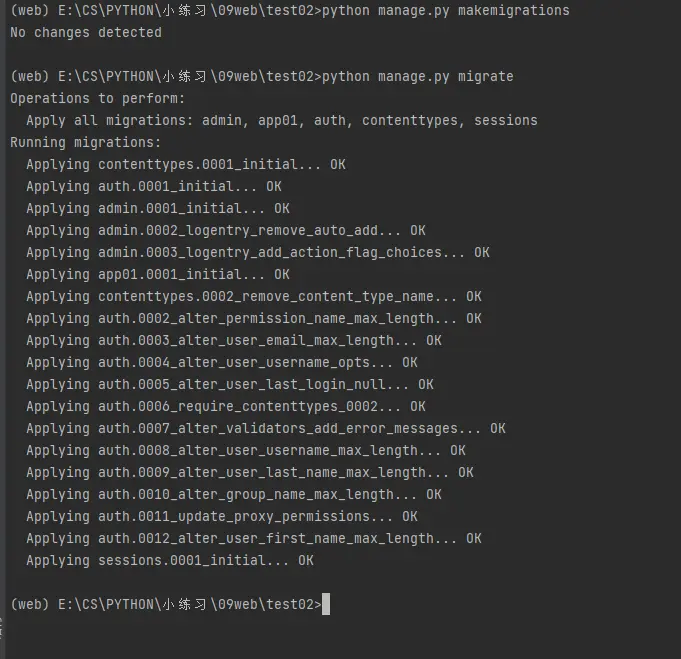 (web) E:\CS\PYTHON\小练习\09web\test02>python manage.py makemigrations
No changes detected
(web) E:\CS\PYTHON\小练习\09web\test02>python manage.py migrate
Operations to perform:
  Apply all migrations: admin, app01, auth, contenttypes, sessions
Running migrations:
  Applying contenttypes.0001_initial... OK
  Applying auth.0001_initial... OK
  Applying admin.0001_initial... OK
  Applying admin.0002_logentry_remove_auto_add... OK
  Applying admin.0003_logentry_add_action_flag_choices... OK
  Applying app01.0001_initial... OK
  Applying contenttypes.0002_remove_content_type_name... OK
  Applying auth.0002_alter_permission_name_max_length... OK
  Applying auth.0003_alter_user_email_max_length... OK
  Applying auth.0004_alter_user_username_opts... OK
  Applying auth.0005_alter_user_last_login_null... OK
  Applying auth.0006_require_contenttypes_0002... OK
  Applying auth.0007_alter_validators_add_error_messages... OK
  Applying auth.0008_alter_user_username_max_length... OK
  Applying auth.0009_alter_user_last_name_max_length... OK
  Applying auth.0010_alter_group_name_max_length... OK
  Applying auth.0011_update_proxy_permissions... OK
  Applying auth.0012_alter_user_first_name_max_length... OK
  Applying sessions.0001_initial... OK
(web) E:\CS\PYTHON\小练习\09web\test02>